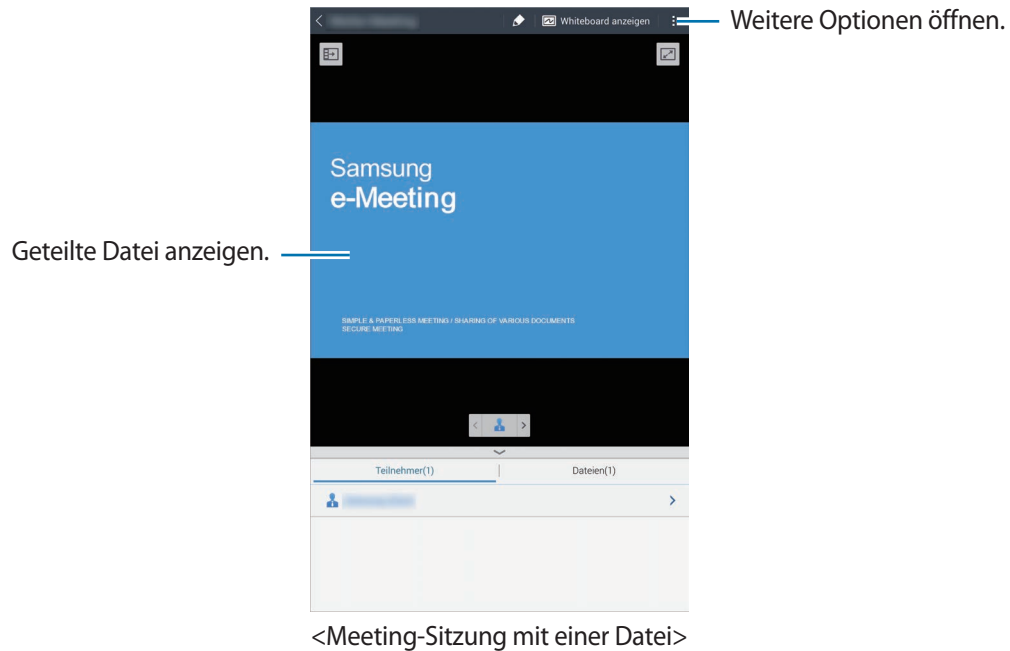 Whiteboard anzeigen
Weitere Optionen öffnen.
Samsung
e-Meeting
Geteilte Datei anzeigen.
SIMPLE & PAPERLESS MEETING / SHARING OF VARIOUS DOCUMENTS
SECURE MEETING
Teilnehmer(1)
Dateien(1)
<Meeting-Sitzung mit einer Datei>